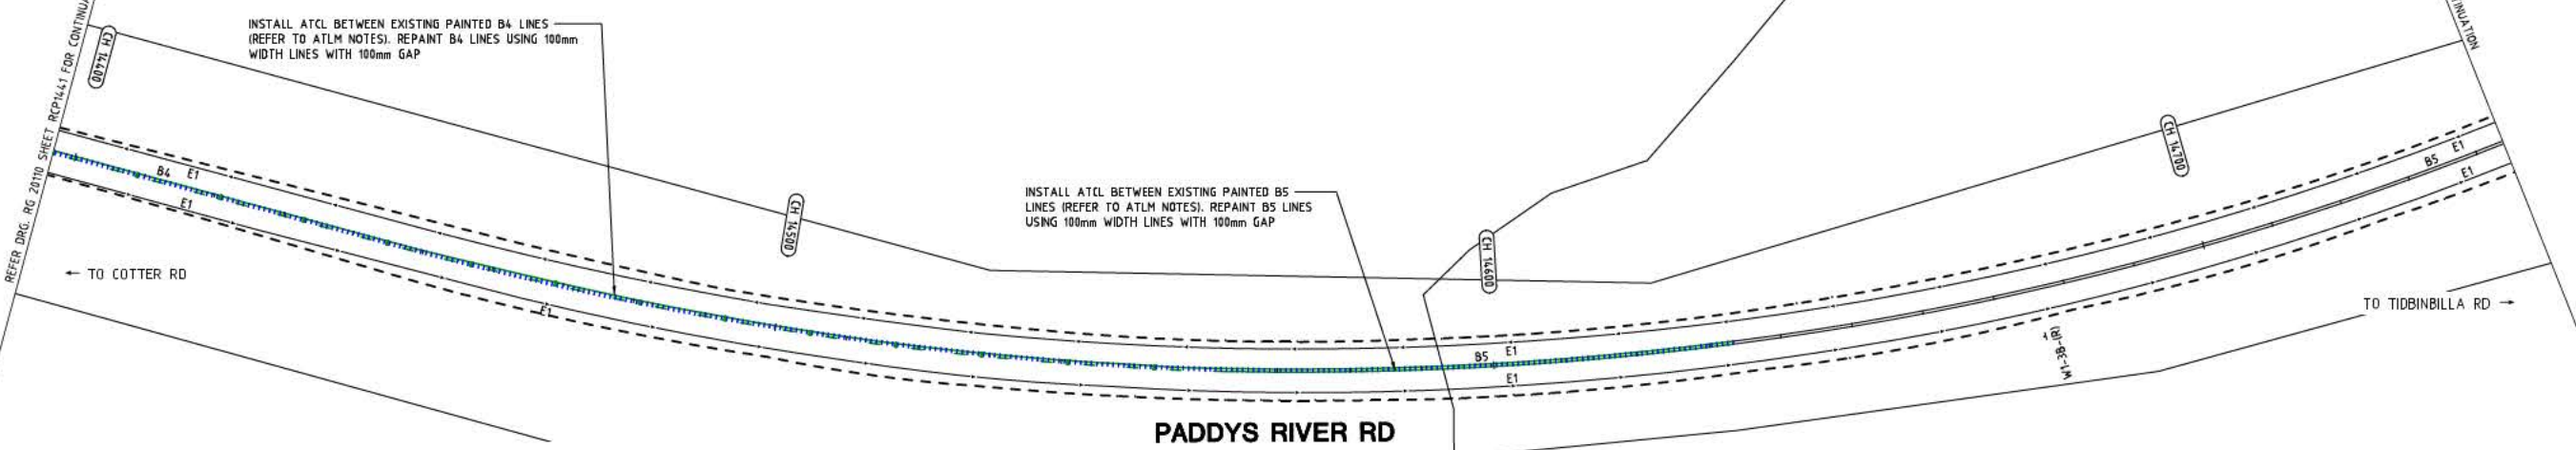 REFER DRG. RG 20110 SHEET RCP1441 FOR CONTINUA
CH 14400
INSTALL ATCL BETWEEN EXISTING PAINTED B4 LINES
(REFER TO ATLM NOTES). REPAINT B4 LINES USING 100mm
WIDTH LINES WITH 100mm GAP
B4 E1
E1
← TO COTTER RD
E1
CH 14500
INSTALL ATCL BETWEEN EXISTING PAINTED B5
LINES (REFER TO ATLM NOTES). REPAINT B5 LINES
USING 100mm WIDTH LINES WITH 100mm GAP
CH 14600
B5 E1
E1
PADDYS RIVER RD
CH 14700
B5 E1
E1
TO TIDBINBILLA RD →
W1-3B(R)
TINUATION